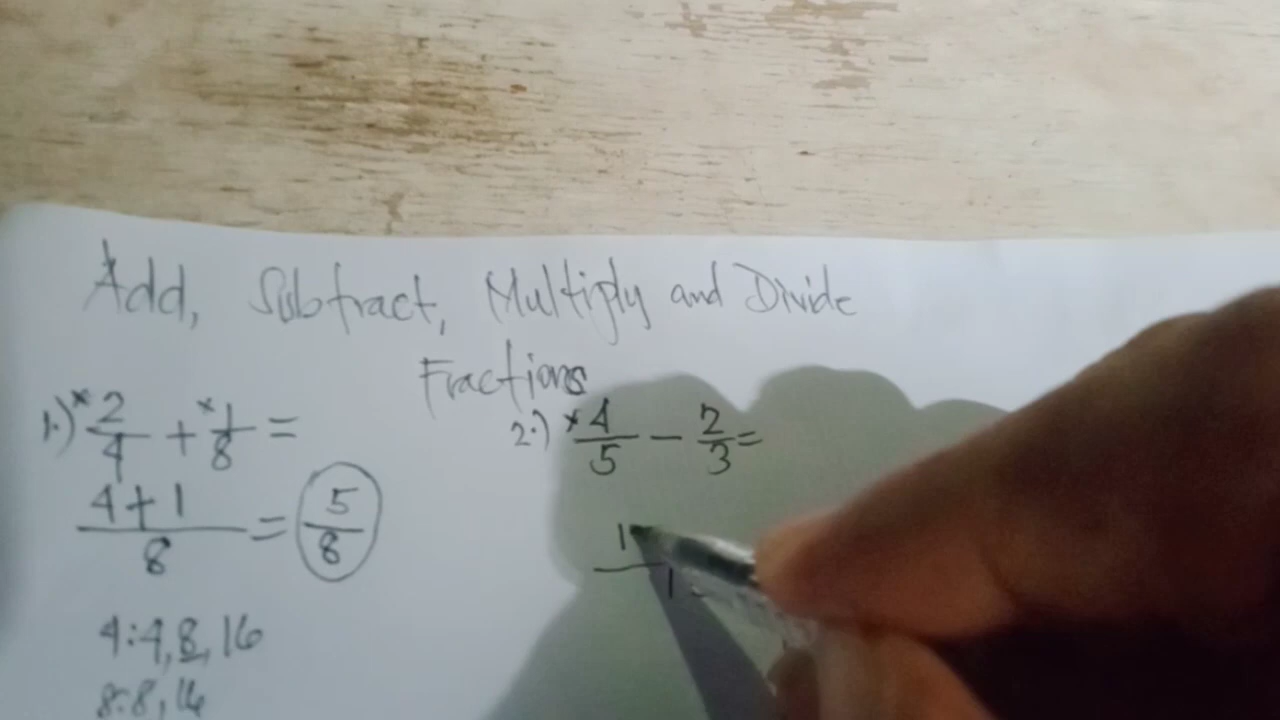 Add, Subtract, Multiply and Divide
Fractions
1.) × 2/4 + × 1/8 =
4+1/8 = 5/8
4:4,8,16
8:8,16
2.) × 4/5 - 2/3 =
1